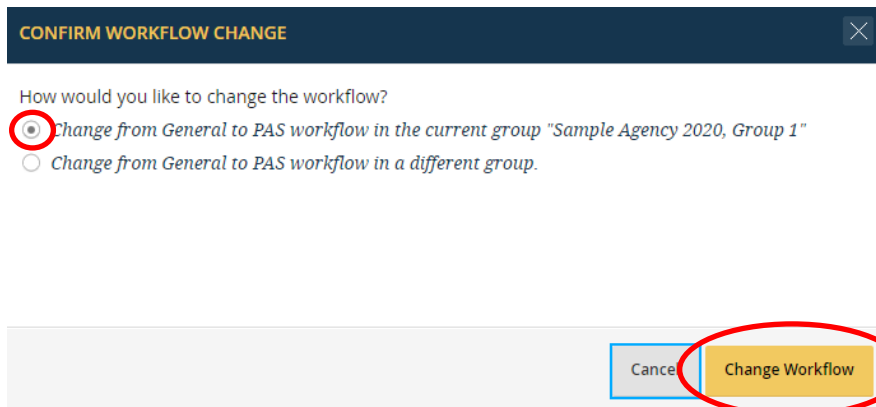 CONFIRM WORKFLOW CHANGE
How would you like to change the workflow?
Change from General to PAS workflow in the current group "Sample Agency 2020, Group 1"
Change from General to PAS workflow in a different group.
Cancel Change Workflow